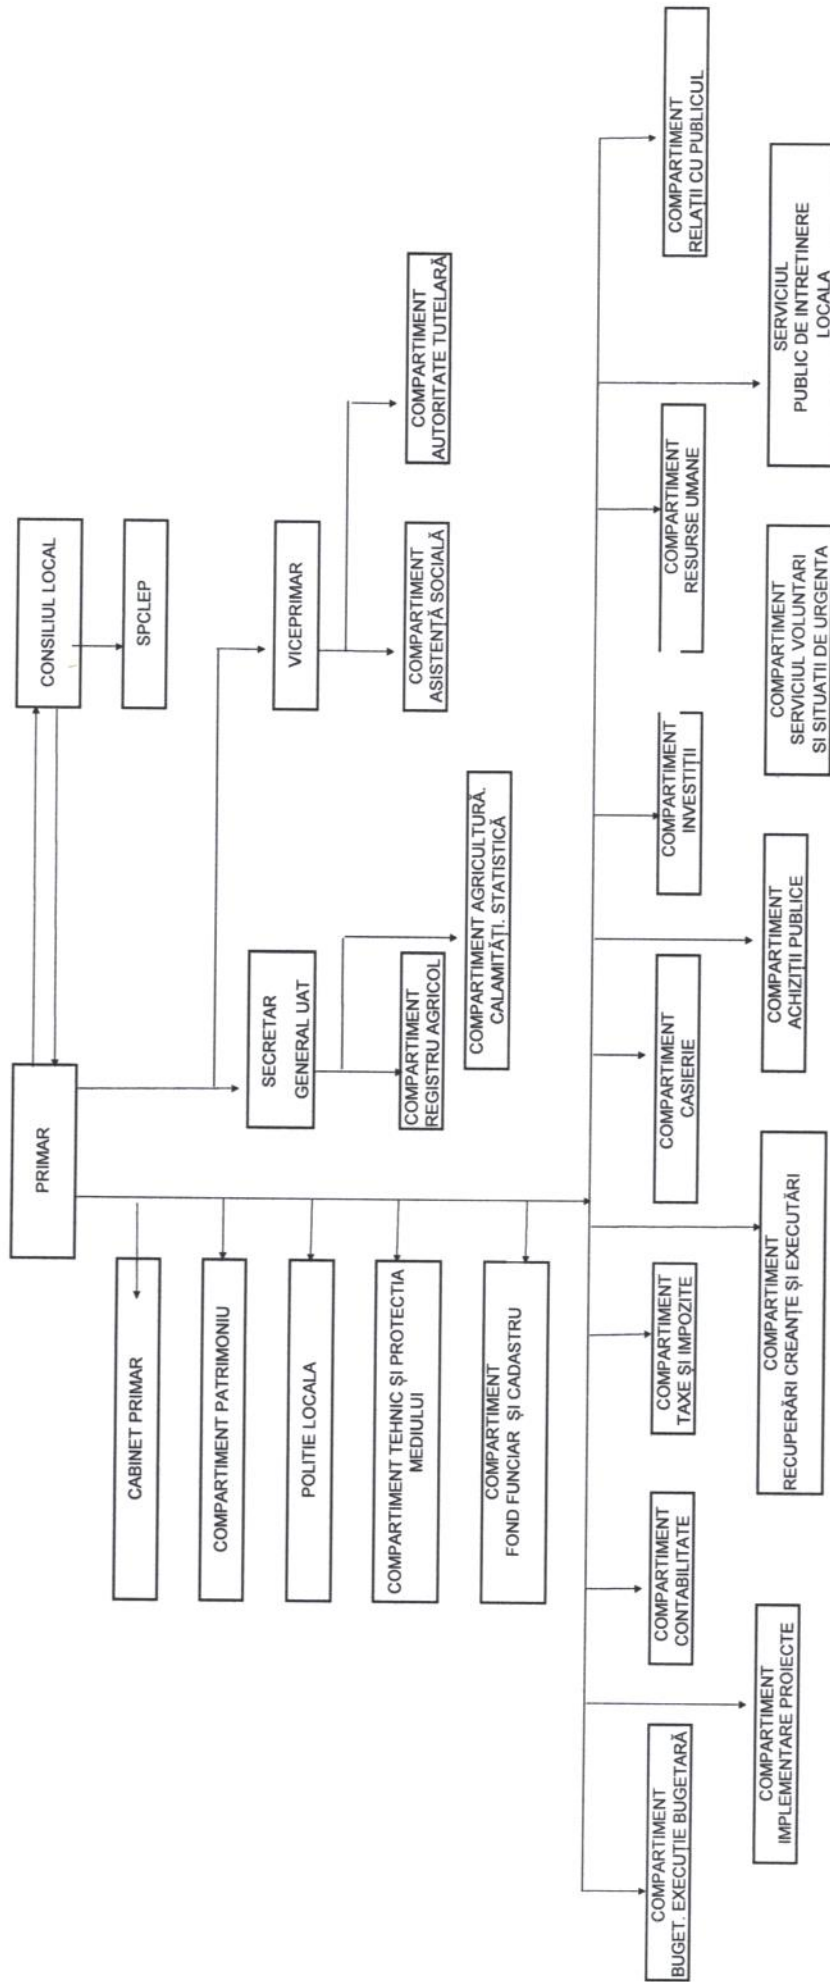 PRIMAR
CONSILIUL LOCAL
SPCLEP
CABINET PRIMAR
COMPARTIMENT PATRIMONIU
POLITIE LOCALA
COMPARTIMENT TEHNIC ȘI PROTECTIA
MEDIULUI
COMPARTIMENT
FOND FUNCIAR ȘI CADASTRU
SECRETAR
GENERAL UAT
COMPARTIMENT
REGISTRU AGRICOL
COMPARTIMENT AGRICULTURĂ.
CALAMITĂȚI. STATISTICĂ
VICEPRIMAR
COMPARTIMENT
ASISTENȚĂ SOCIALĂ
COMPARTIMENT
AUTORITATE TUTELARĂ
COMPARTIMENT
BUGET. EXECUTIE BUGETARĂ
COMPARTIMENT
CONTABILITATE
COMPARTIMENT
TAXE ȘI IMPOZITE
COMPARTIMENT
CASIERIE
COMPARTIMENT
INVESTIȚII
COMPARTIMENT
RESURSE UMANE
COMPARTIMENT
RELAȚII CU PUBLICUL
COMPARTIMENT
IMPLEMENTARE PROIECTE
COMPARTIMENT
RECUPERĂRI CREANȚE ȘI EXECUTĂRI
COMPARTIMENT
ACHIZIȚII PUBLICE
COMPARTIMENT
SERVICIUL VOLUNTARI
SI SITUATII DE URGENTA
SERVICIUL
PUBLIC DE INTRETINERE
LOCALA